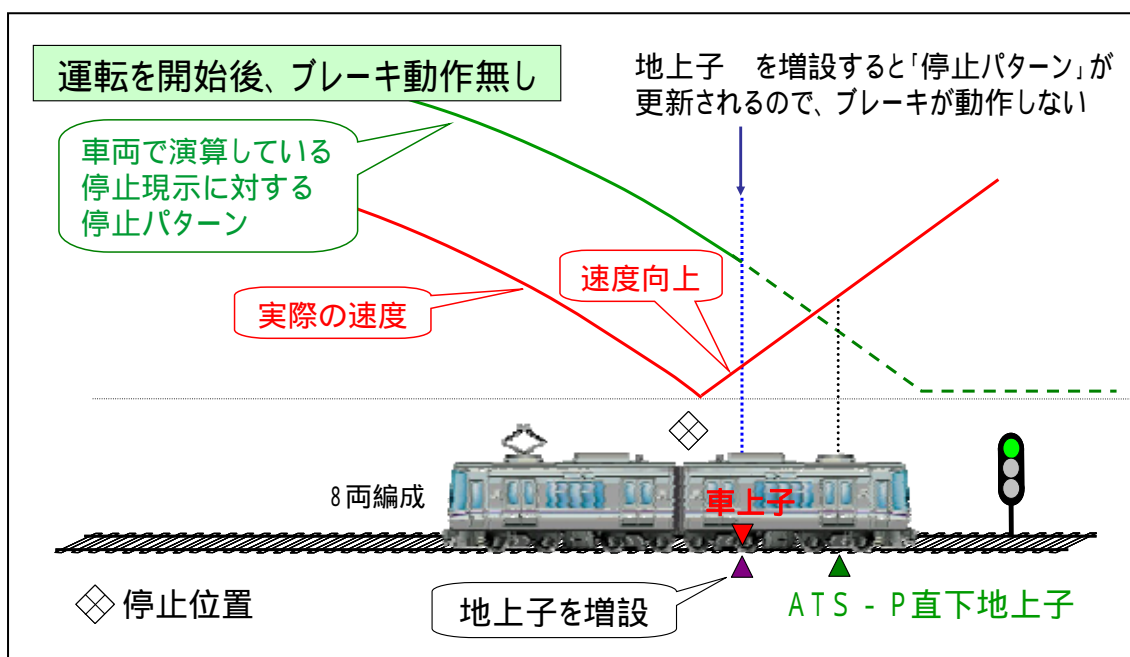 運転を開始後、ブレーキ動作無し
地上子　を増設すると「停止パターン」が
更新されるので、ブレーキが動作しない
車両で演算している
停止現示に対する
停止パターン
速度向上
実際の速度
8両編成
車上子
停止位置
地上子を増設
ATS-P直下地上子